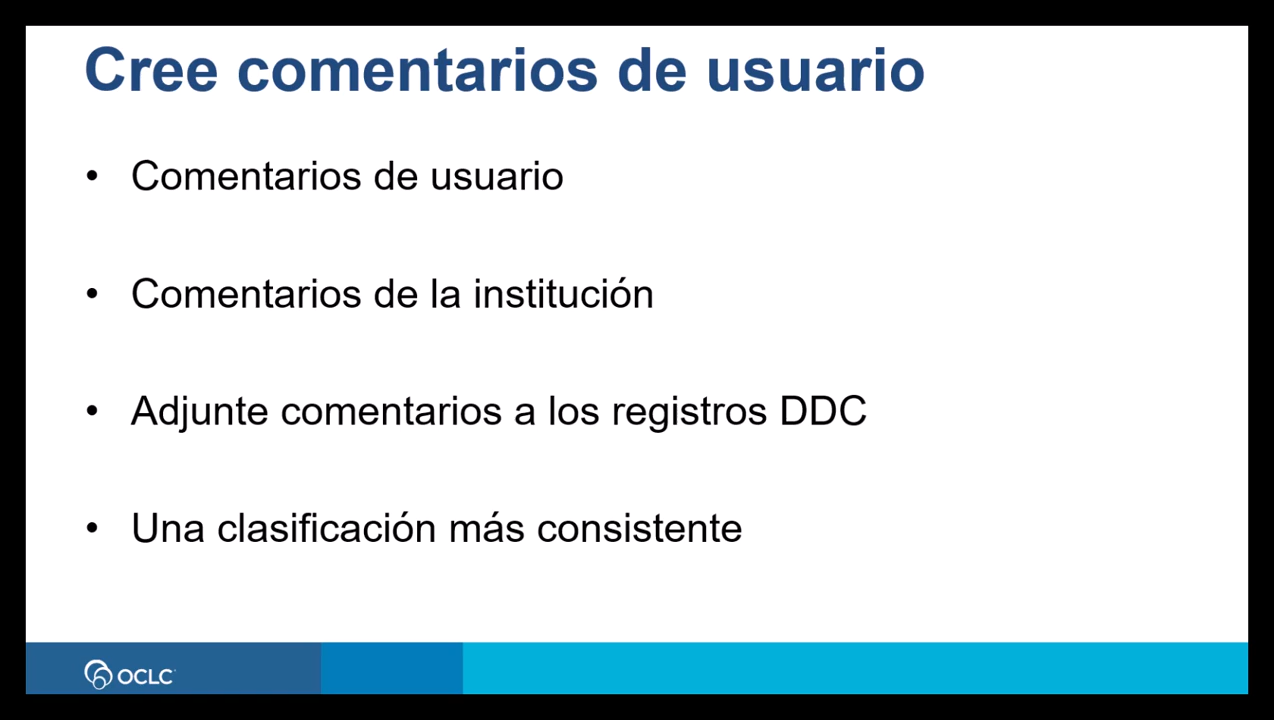 Cree comentarios de usuario
• Comentarios de usuario
• Comentarios de la institución
• Adjunte comentarios a los registros DDC
• Una clasificación más consistente
OCLC